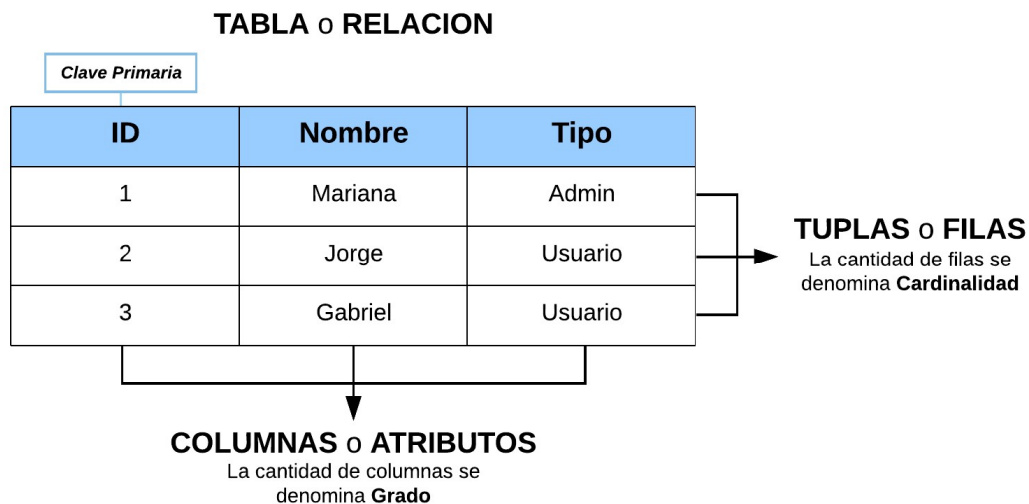 TABLA o RELACION
Clave Primaria
ID Nombre Tipo
1 Mariana Admin
2 Jorge Usuario
3 Gabriel Usuario
TUPLAS o FILAS
La cantidad de filas se
denomina Cardinalidad
COLUMNAS o ATRIBUTOS
La cantidad de columnas se
denomina Grado